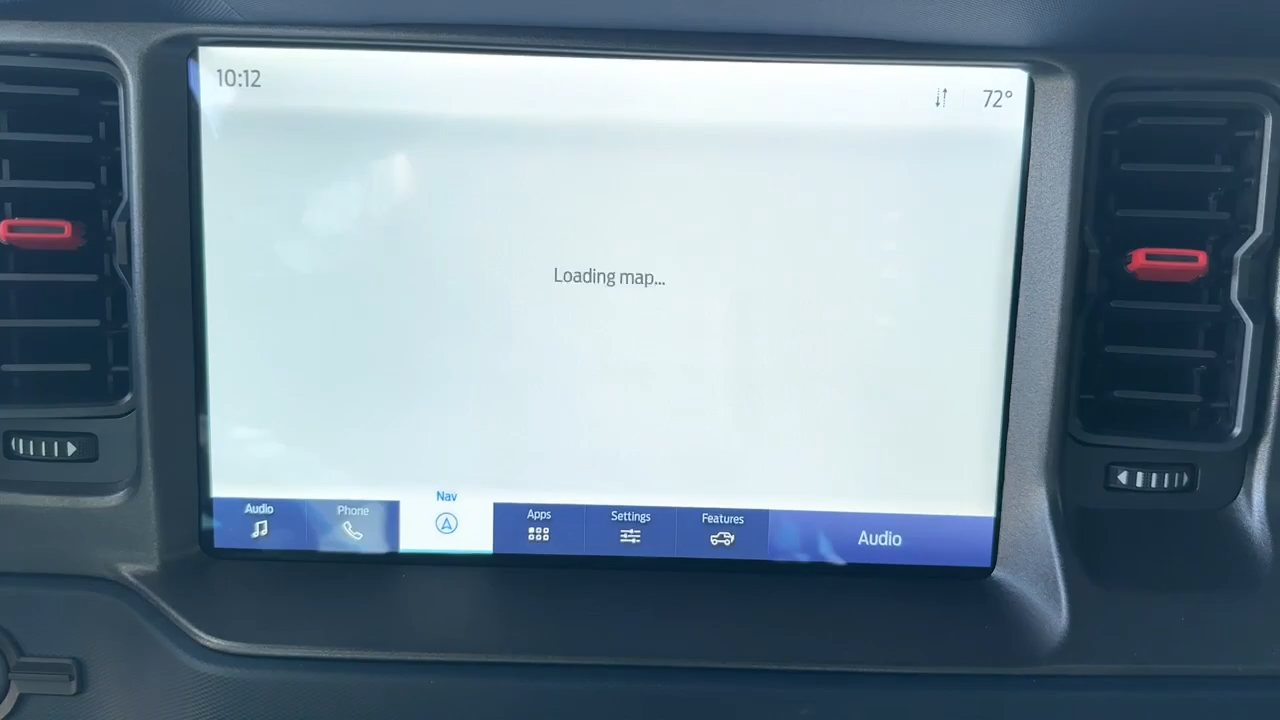 10:12
72°
Loading map...
Audio
Phone
Nav
Apps
Settings
Features
Audio